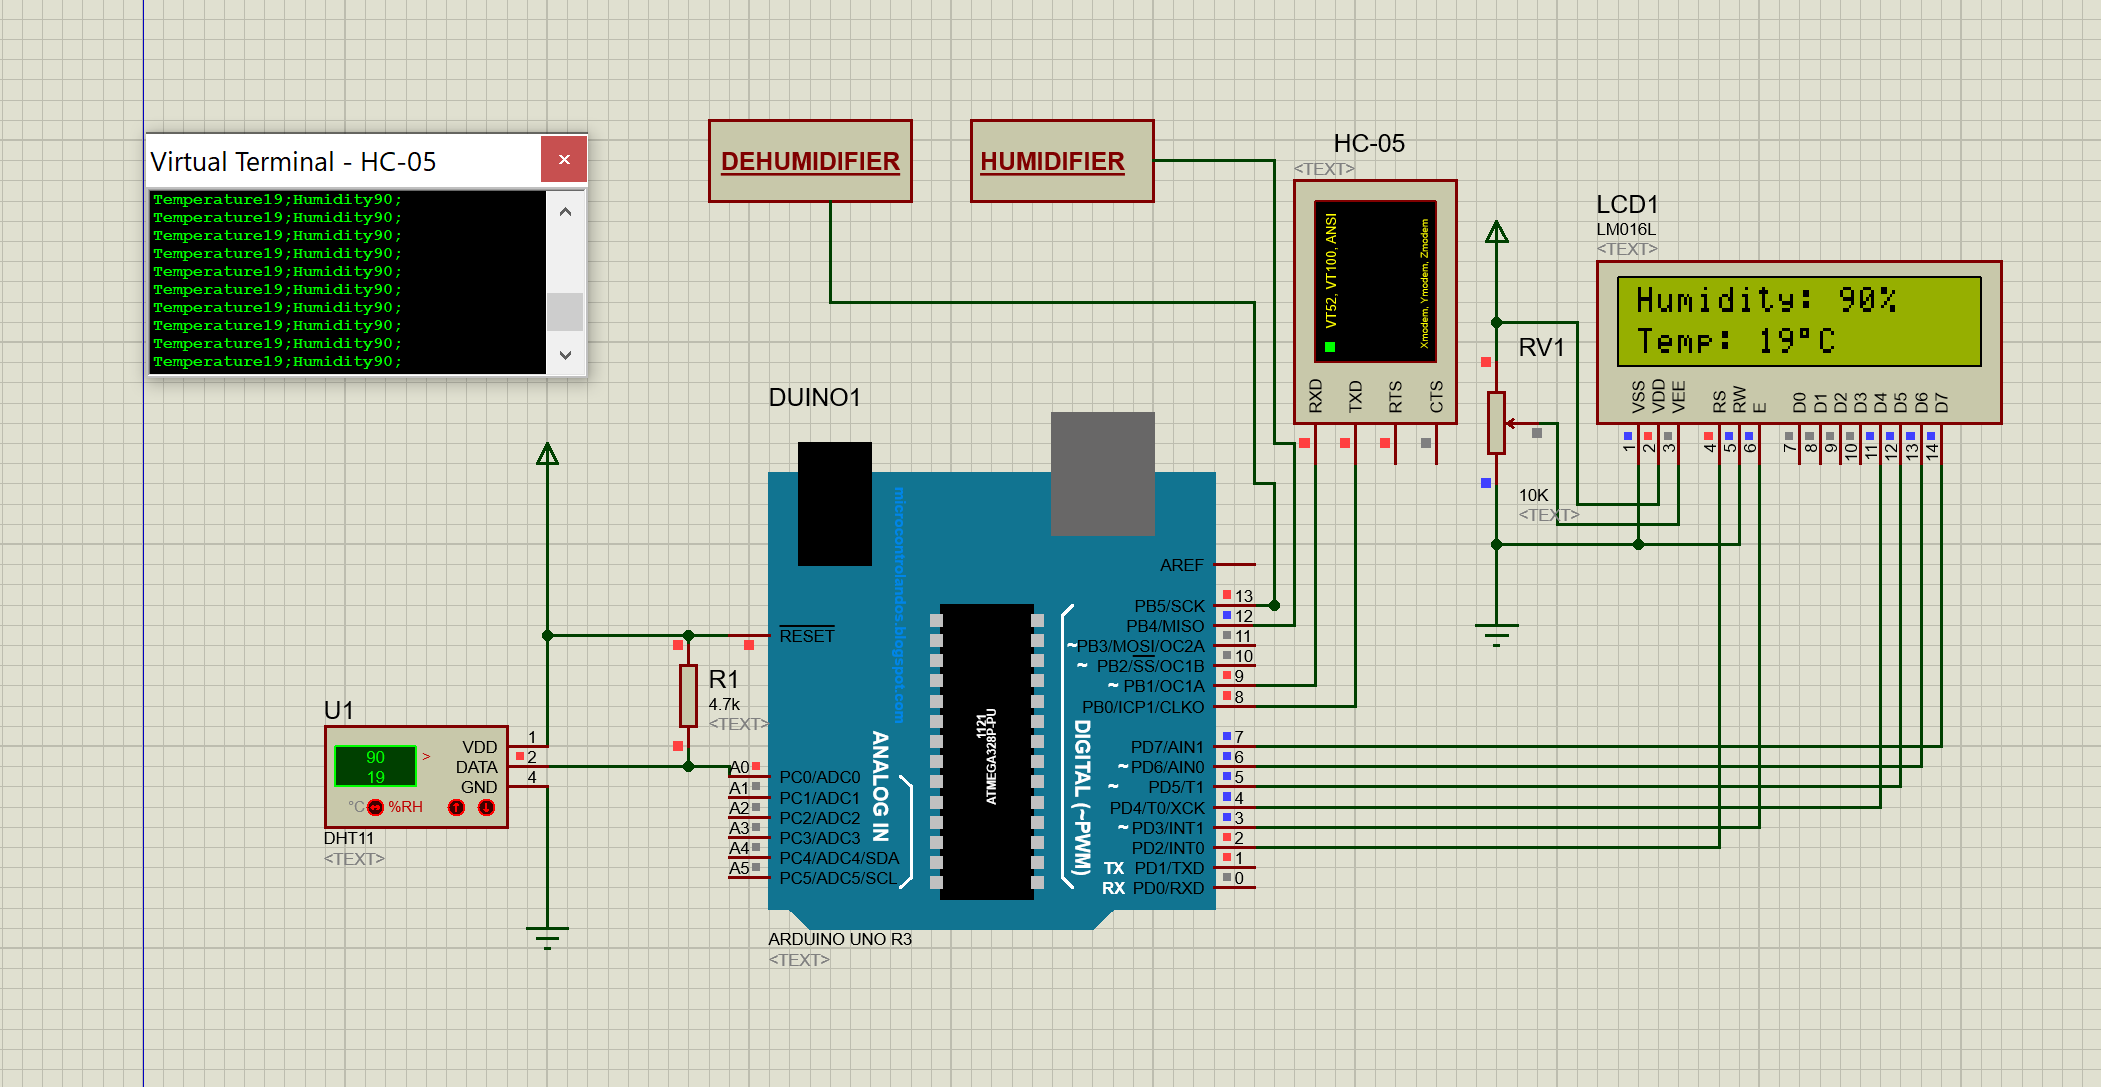 Virtual Terminal - HC-05
Temperature19;Humidity90;
Temperature19;Humidity90;
Temperature19;Humidity90;
Temperature19;Humidity90;
Temperature19;Humidity90;
Temperature19;Humidity90;
Temperature19;Humidity90;
Temperature19;Humidity90;
Temperature19;Humidity90;
Temperature19;Humidity90;
DEHUMIDIFIER
HUMIDIFIER
HC-05
<TEXT>
VT52, VT100, ANSI
Xmodem, Ymodem, Zmodem
RXD
TXD
RTS
CTS
LCD1
LM016L
<TEXT>
Humidity: 90%
Temp: 19°C
VSS
VDD
VEE
RS
RW
E
D0
D1
D2
D3
D4
D5
D6
D7
1
2
3
4
5
6
7
8
9
10
11
12
13
14
RV1
10K
<TEXT>
DUINO1
microcontrolandos.blogspot.com
RESET
AREF
PB5/SCK 13
PB4/MISO 12
~PB3/MOSI/OC2A 11
~ PB2/SS/OC1B 10
~ PB1/OC1A 9
PB0/ICP1/CLKO 8
PD7/AIN1 7
~ PD6/AIN0 6
~ PD5/T1 5
PD4/T0/XCK 4
~ PD3/INT1 3
PD2/INT0 2
TX PD1/TXD 1
RX PD0/RXD 0
DIGITAL (~PWM)
1121
ATMEGA328P-PU
ANALOG IN
A0 PC0/ADC0
A1 PC1/ADC1
A2 PC2/ADC2
A3 PC3/ADC3
A4 PC4/ADC4/SDA
A5 PC5/ADC5/SCL
ARDUINO UNO R3
<TEXT>
R1
4.7k
<TEXT>
U1
90
19
>
VDD 1
DATA 2
GND 4
°C %RH
DHT11
<TEXT>